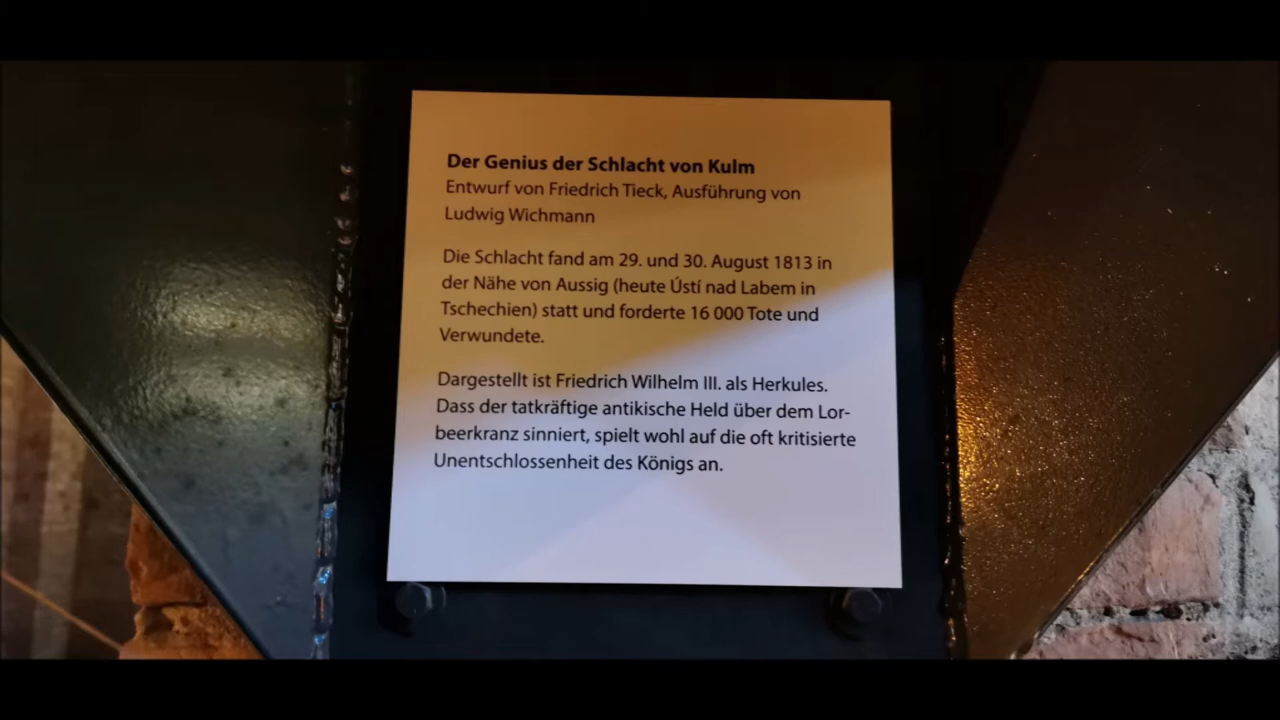 Der Genius der Schlacht von Kulm
Entwurf von Friedrich Tieck, Ausführung von
Ludwig Wichmann
Die Schlacht fand am 29. und 30. August 1813 in
der Nähe von Aussig (heute Ústí nad Labem in
Tschechien) statt und forderte 16 000 Tote und
Verwundete.
Dargestellt ist Friedrich Wilhelm III. als Herkules.
Dass der tatkräftige antikische Held über dem Lor-
beerkranz sinniert, spielt wohl auf die oft kritisierte
Unentschlossenheit des Königs an.